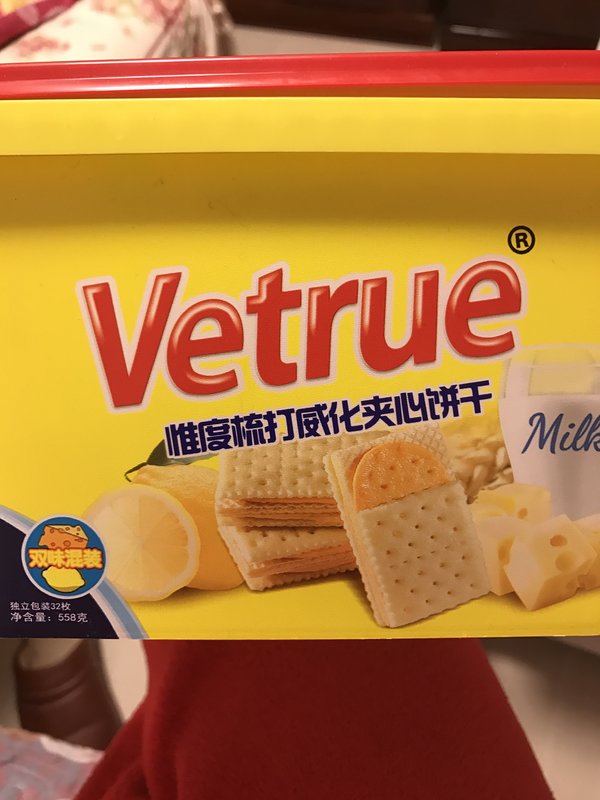 Vetrue®
惟度梳打威化夹心饼干
Milk
双味混装
独立包装32枚
净含量：558克